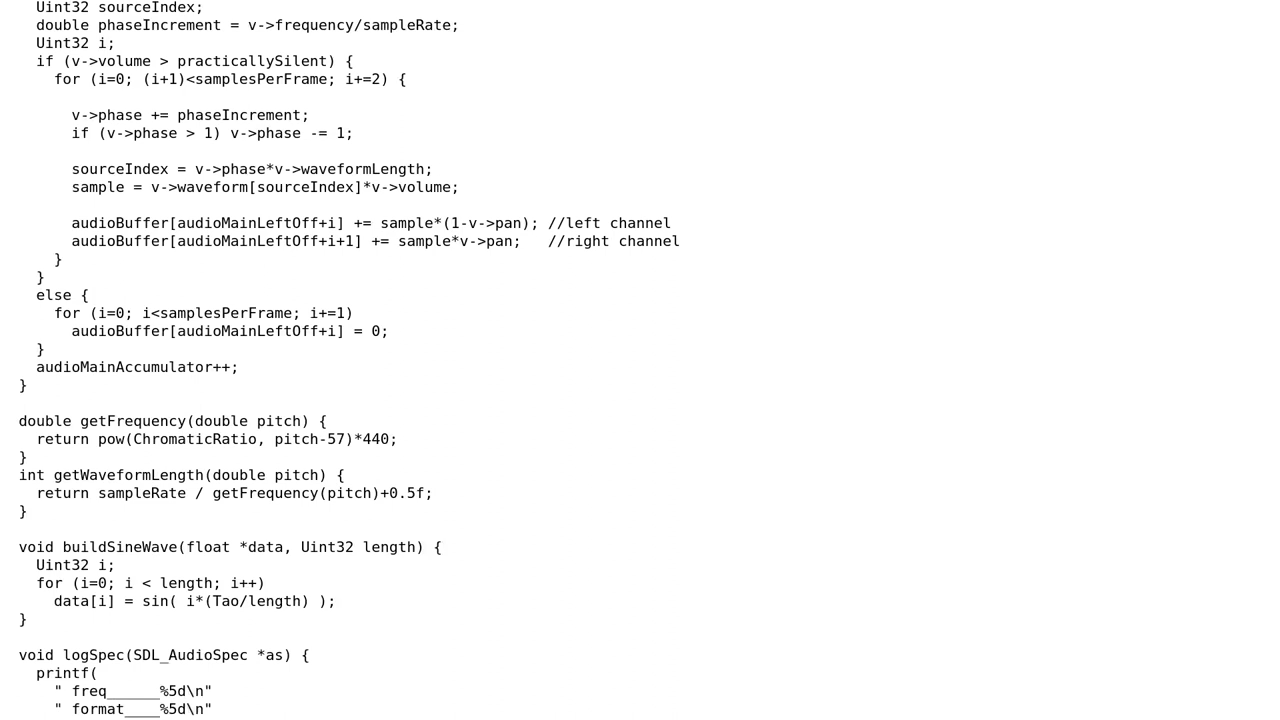 Uint32 sourceIndex;
double phaseIncrement = v->frequency/sampleRate;
Uint32 i;
if (v->volume > practicallySilent) {
for (i=0; (i+1)<samplesPerFrame; i+=2) {
v->phase += phaseIncrement;
if (v->phase > 1) v->phase -= 1;
sourceIndex = v->phase*v->waveformLength;
sample = v->waveform[sourceIndex]*v->volume;
audioBuffer[audioMainLeftOff+i] += sample*(1-v->pan); //left channel
audioBuffer[audioMainLeftOff+i+1] += sample*v->pan;   //right channel
}
}
else {
for (i=0; i<samplesPerFrame; i+=1)
audioBuffer[audioMainLeftOff+i] = 0;
}
audioMainAccumulator++;
}
double getFrequency(double pitch) {
return pow(ChromaticRatio, pitch-57)*440;
}
int getWaveformLength(double pitch) {
return sampleRate / getFrequency(pitch)+0.5f;
}
void buildSineWave(float *data, Uint32 length) {
Uint32 i;
for (i=0; i < length; i++)
data[i] = sin( i*(Tao/length) );
}
void logSpec(SDL_AudioSpec *as) {
printf(
" freq______%5d\n"
" format____%5d\n"